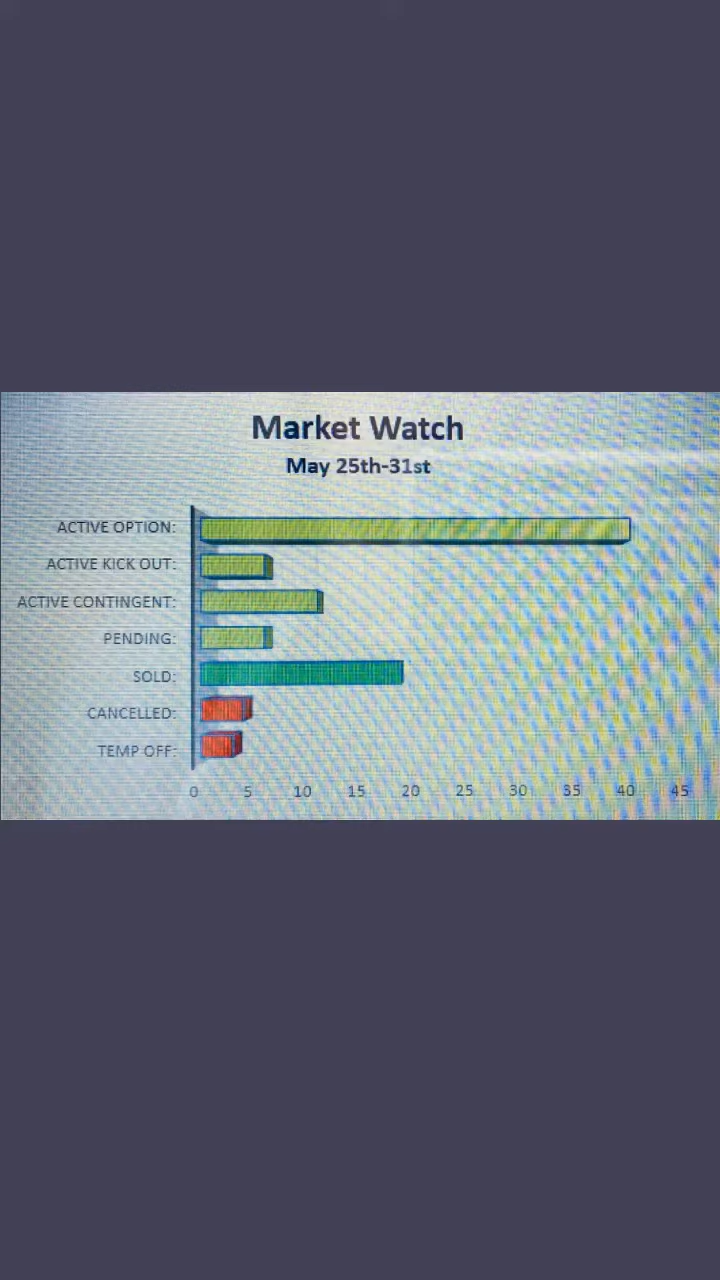 Market Watch
May 25th-31st
ACTIVE OPTION:
ACTIVE KICK OUT:
ACTIVE CONTINGENT:
PENDING:
SOLD:
CANCELLED:
TEMP OFF:
0 5 10 15 20 25 30 35 40 45